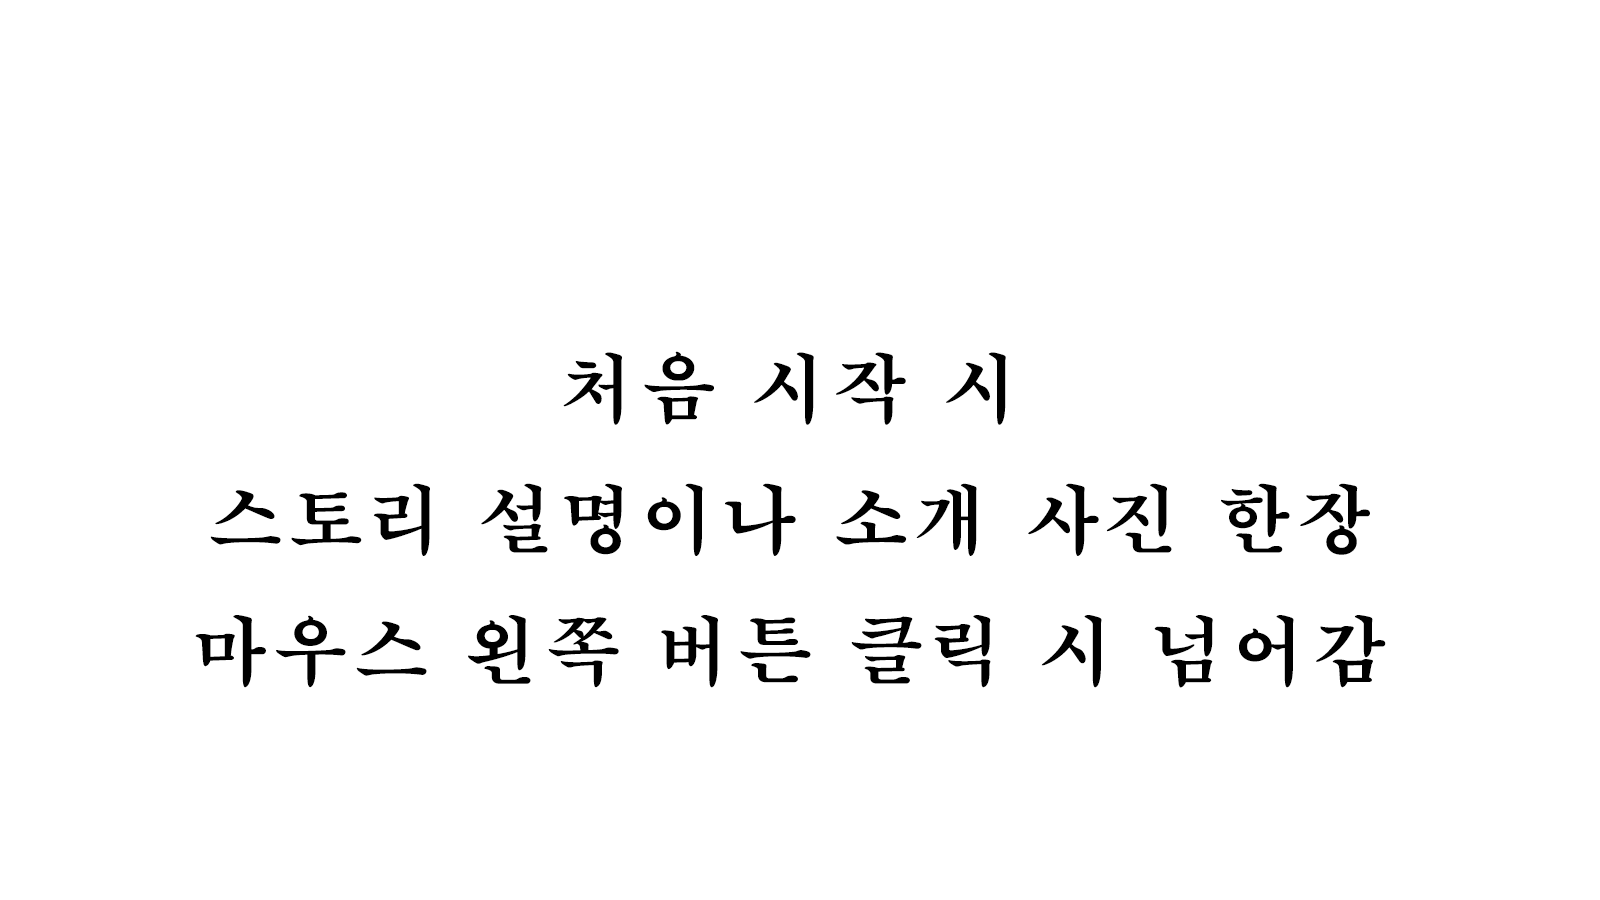 처음 시작 시
스토리 설명이나 소개 사진 한장
마우스 왼쪽 버튼 클릭 시 넘어감